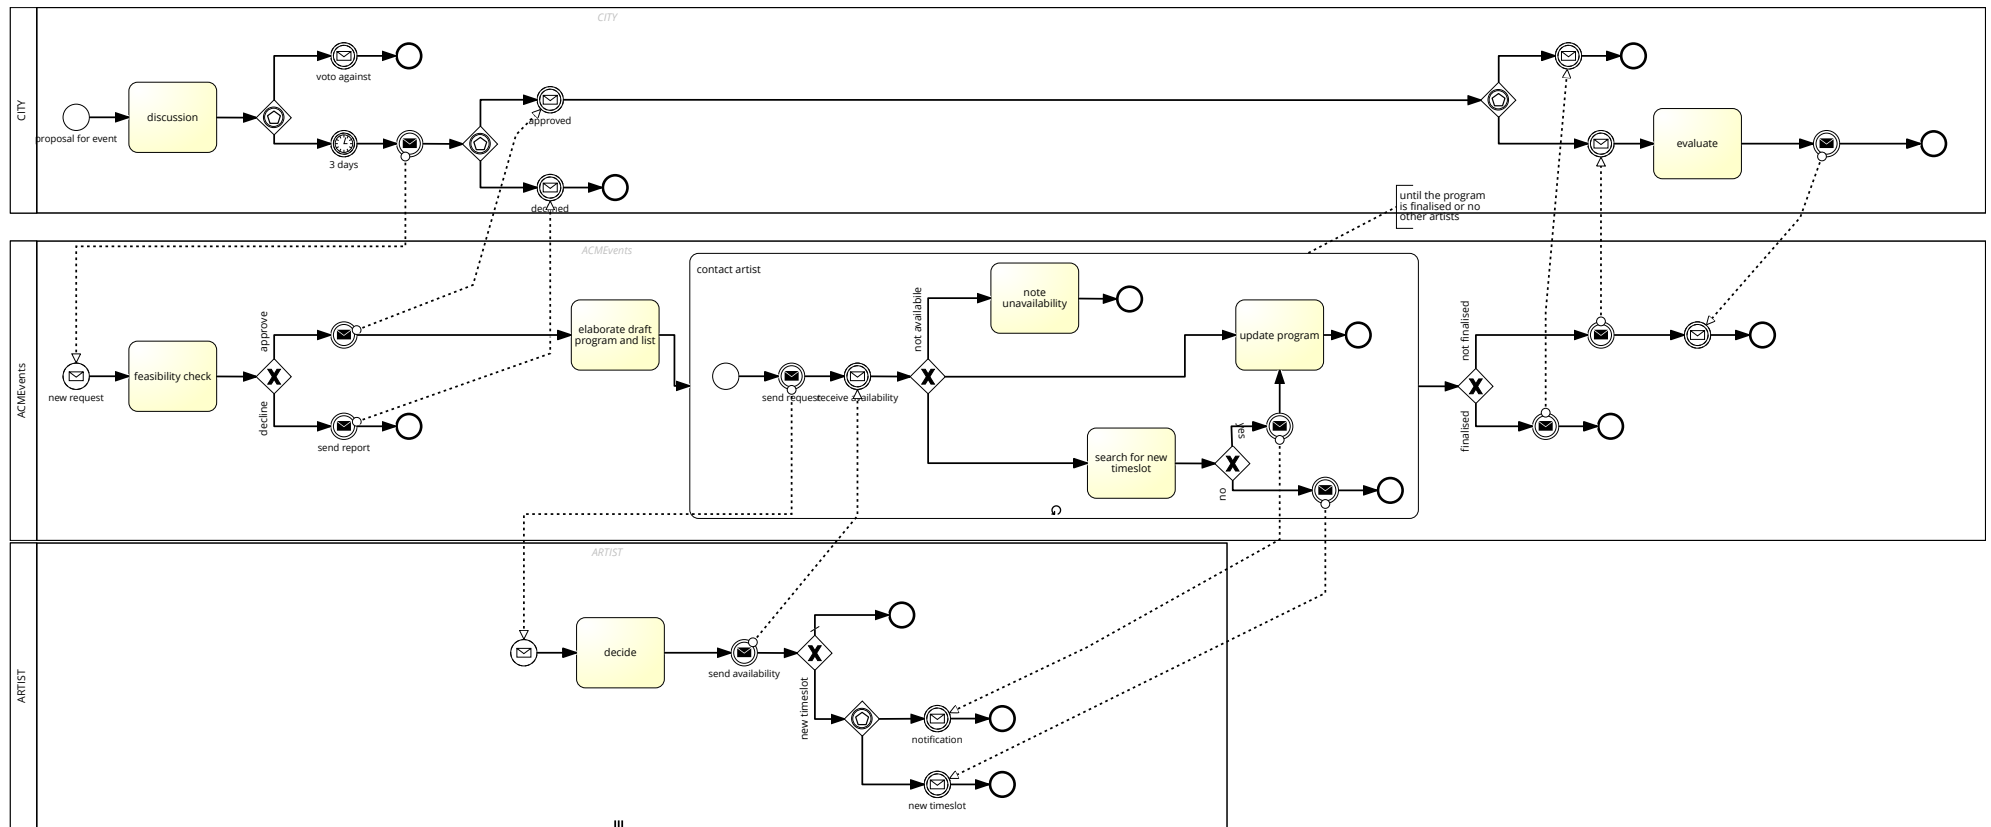 CITY
CITY
voto against
discussion
proposal for event
3 days
approved
declined
evaluate
until the program
is finalised or no
other artists
ACMEvents
ACMEvents
contact artist
new request
feasibility check
approve
decline
send report
elaborate draft
program and list
send request
receive availability
not availabile
note
unavailability
update program
search for new
timeslot
yes
no
not finalised
finalised
ARTIST
ARTIST
decide
send availability
new timeslot
notification
new timeslot